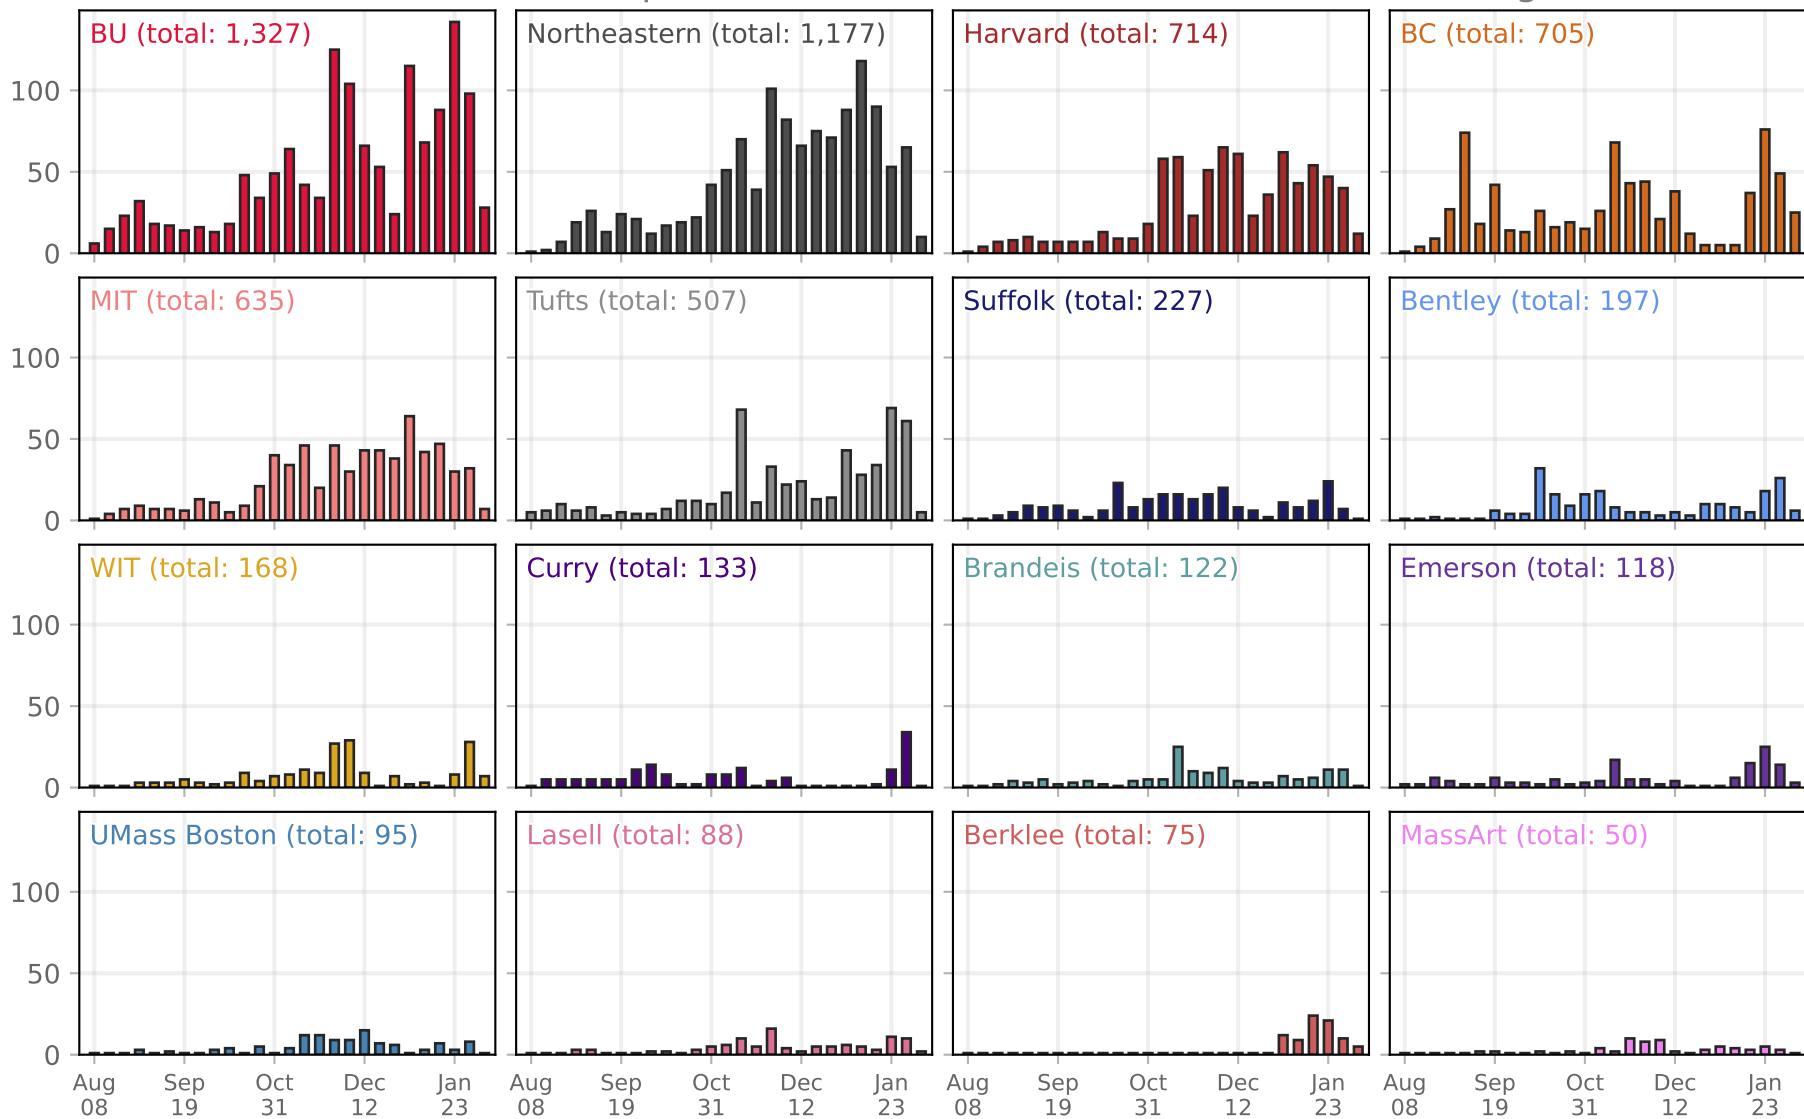 BU (total: 1,327)
Northeastern (total: 1,177)
Harvard (total: 714)
BC (total: 705)
100
50
0
MIT (total: 635)
Tufts (total: 507)
Suffolk (total: 227)
Bentley (total: 197)
100
50
0
WIT (total: 168)
Curry (total: 133)
Brandeis (total: 122)
Emerson (total: 118)
100
50
0
UMass Boston (total: 95)
Lasell (total: 88)
Berklee (total: 75)
MassArt (total: 50)
100
50
0
Aug Sep Oct Dec Jan Aug Sep Oct Dec Jan Aug Sep Oct Dec Jan Aug Sep Oct Dec Jan
08 19 31 12 23 08 19 31 12 23 08 19 31 12 23 08 19 31 12 23